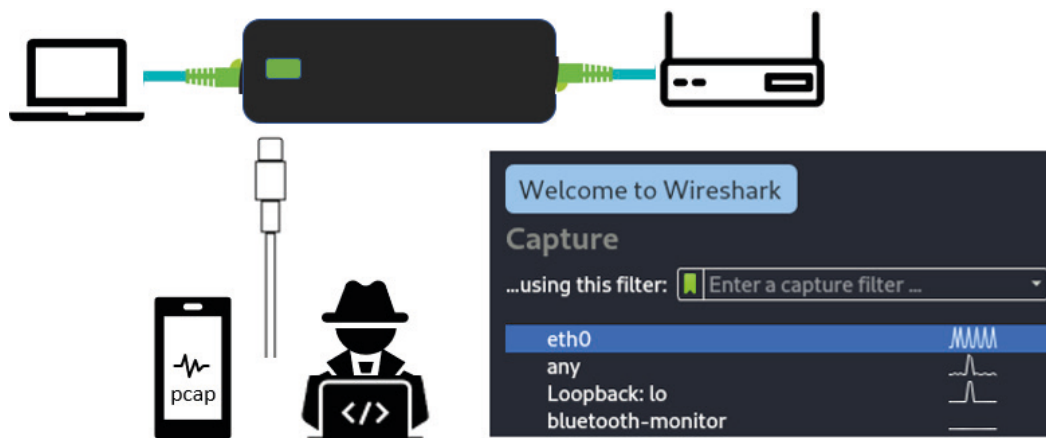 Welcome to Wireshark
Capture
...using this filter: Enter a capture filter ...
eth0
any
Loopback: lo
bluetooth-monitor
pcap
</>